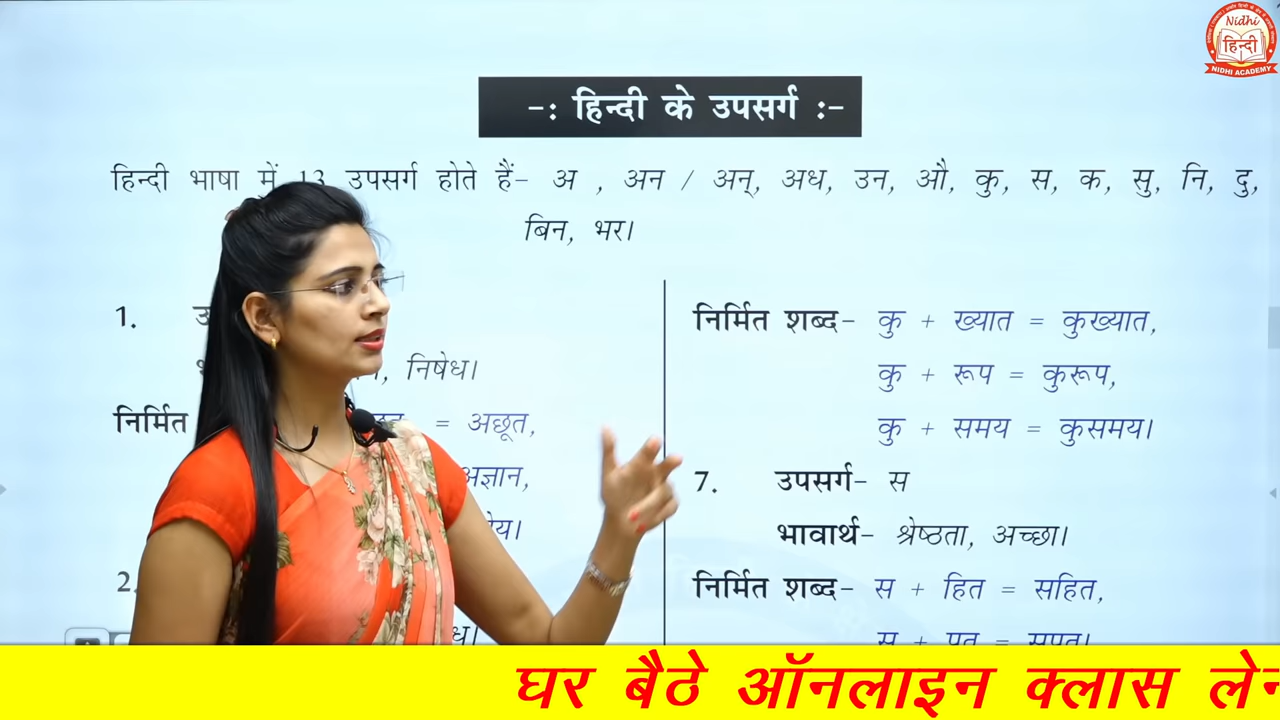 Nidhi
हिन्दी
NIDHI ACADEMY
-: हिन्दी के उपसर्ग :-
हिन्दी भाषा में 13 उपसर्ग होते हैं- अ , अन / अन्, अध, उन, औ, कु, स, क, सु, नि, दु,
बिन, भर।
1.
निषेध।
निर्मित = अछूत,
अज्ञान,
2.
निर्मित शब्द- कु + ख्यात = कुख्यात,
कु + रूप = कुरूप,
कु + समय = कुसमय।
7. उपसर्ग- स
भावार्थ- श्रेष्ठता, अच्छा।
निर्मित शब्द- स + हित = सहित,
स + पूत = सपूत।
घर बैठे ऑनलाइन क्लास लेन